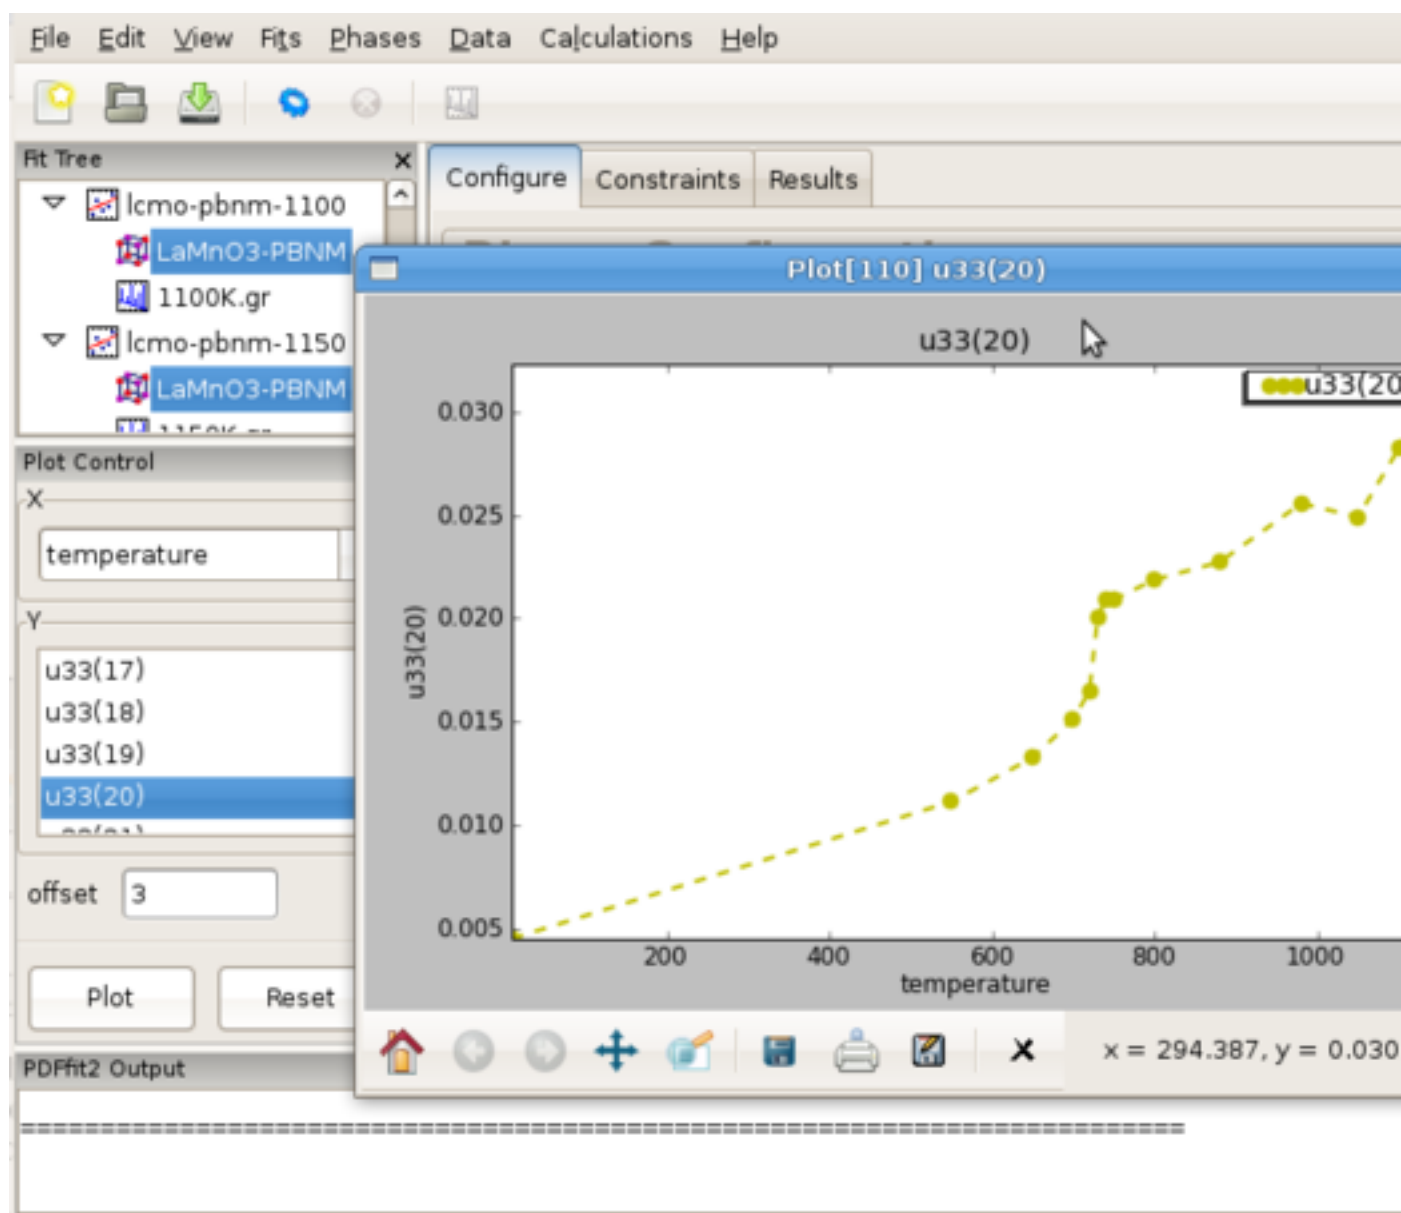 File Edit View Fits Phases Data Calculations Help
Fit Tree
Configure Constraints Results
lcmo-pbnm-1100
LaMnO3-PBNM
1100K.gr
lcmo-pbnm-1150
LaMnO3-PBNM
Plot[110] u33(20)
u33(20)
u33(20
0.030
0.025
0.020
0.015
0.010
0.005
u33(20)
200 400 600 800 1000
temperature
Plot Control
X
temperature
Y
u33(17)
u33(18)
u33(19)
u33(20)
offset 3
Plot Reset
x = 294.387, y = 0.030
PDFfit2 Output